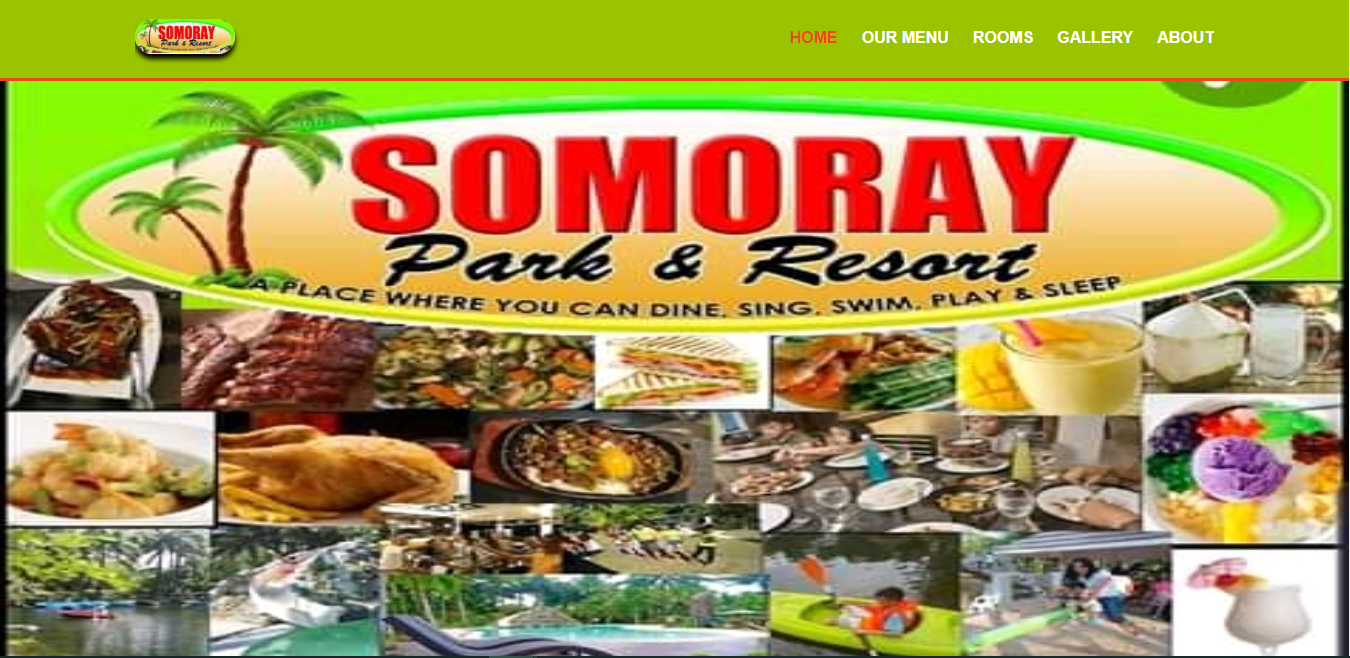 SOMORAY
Park & Resort
HOME OUR MENU ROOMS GALLERY ABOUT
SOMORAY
Park & Resort
A PLACE WHERE YOU CAN DINE, SING, SWIM, PLAY & SLEEP